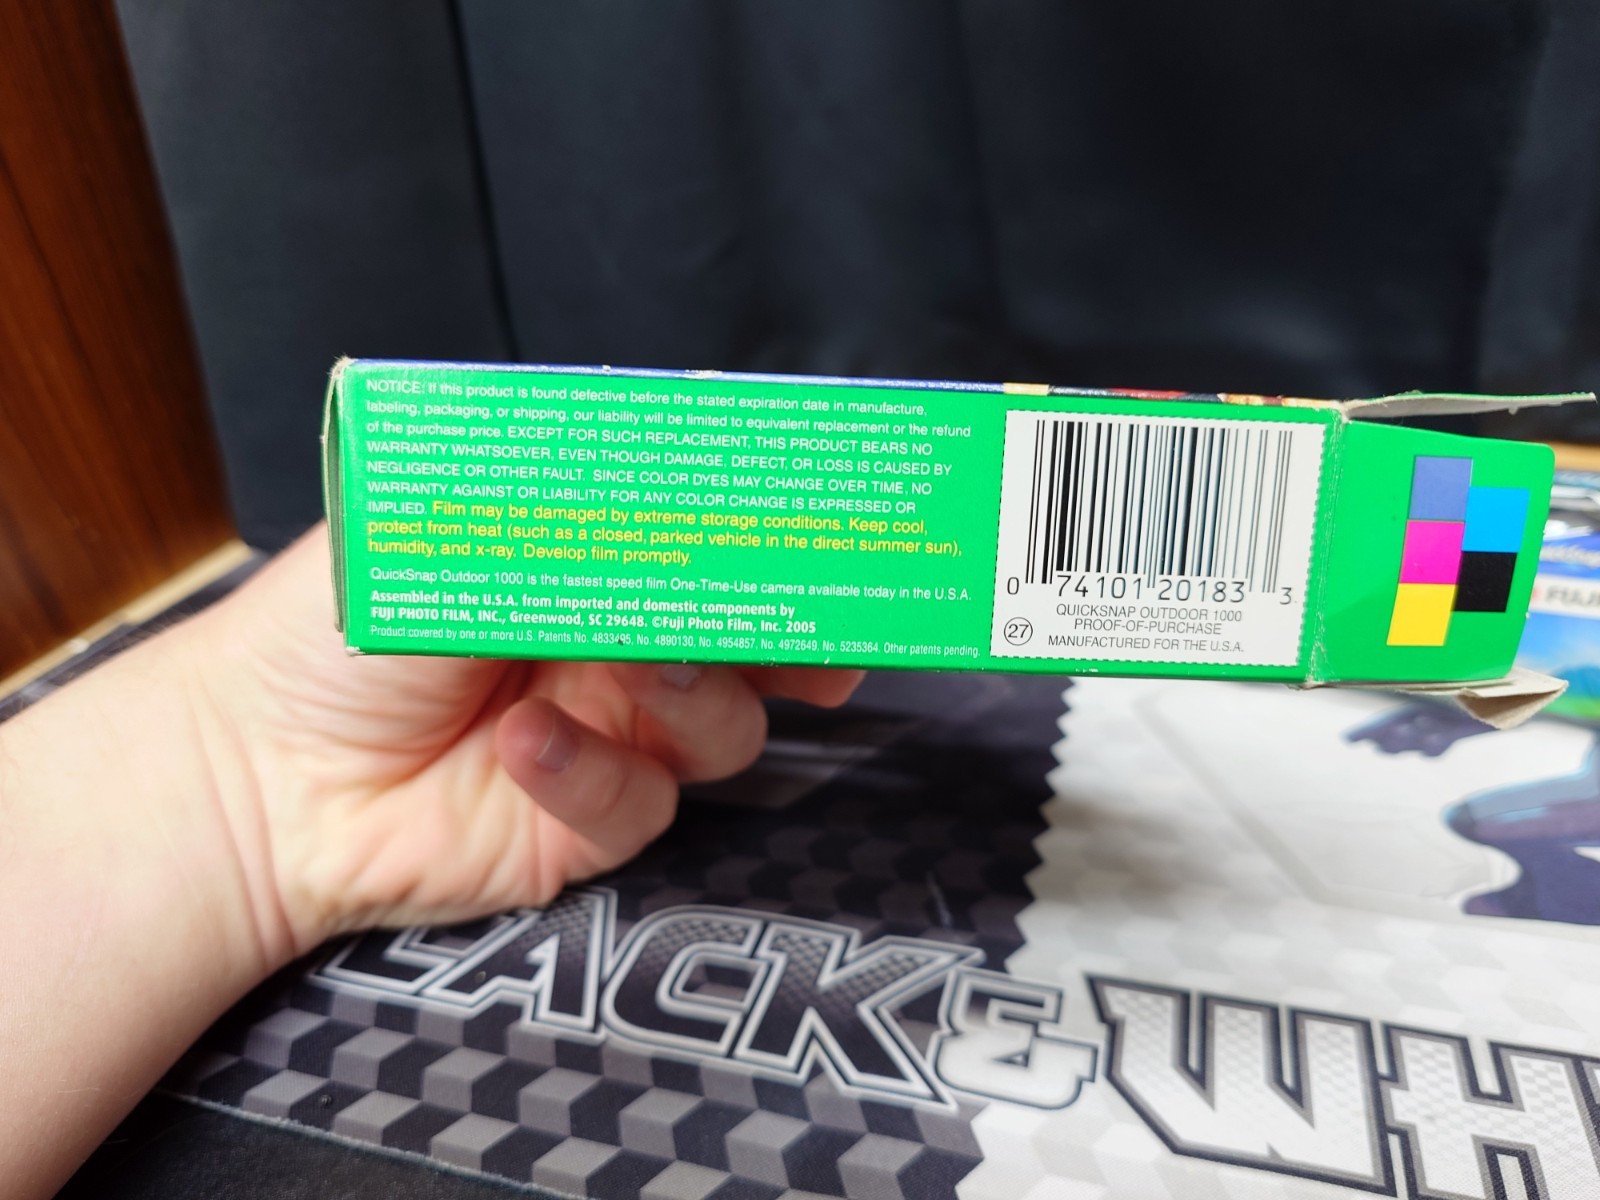 NOTICE: If this product is found defective before the stated expiration date in manufacture,
labeling, packaging, or shipping, our liability will be limited to equivalent replacement or the refund
of the purchase price. EXCEPT FOR SUCH REPLACEMENT, THIS PRODUCT BEARS NO
WARRANTY WHATSOEVER, EVEN THOUGH DAMAGE, DEFECT, OR LOSS IS CAUSED BY
NEGLIGENCE OR OTHER FAULT. SINCE COLOR DYES MAY CHANGE OVER TIME, NO
WARRANTY AGAINST OR LIABILITY FOR ANY COLOR CHANGE IS EXPRESSED OR
IMPLIED. Film may be damaged by extreme storage conditions. Keep cool,
protect from heat (such as a closed, parked vehicle in the direct summer sun),
humidity, and x-ray. Develop film promptly.
QuickSnap Outdoor 1000 is the fastest speed film One-Time-Use camera available today in the U.S.A.
Assembled in the U.S.A. from imported and domestic components by
FUJI PHOTO FILM, INC., Greenwood, SC 29648. ©Fuji Photo Film, Inc. 2005
Product covered by one or more U.S. Patents No. 4833495, No. 4890130, No. 4954857, No. 4972649, No. 5235364. Other patents pending.
0 74101 20183 3
QUICKSNAP OUTDOOR 1000
PROOF-OF-PURCHASE
27 MANUFACTURED FOR THE U.S.A.
FUJI
LACK & WH